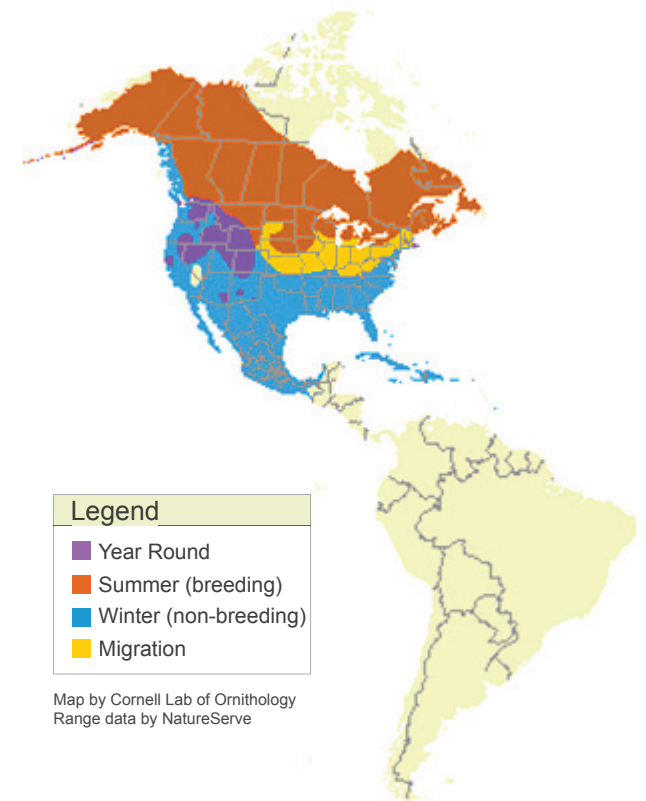 Legend
Year Round
Summer (breeding)
Winter (non-breeding)
Migration
Map by Cornell Lab of Ornithology
Range data by NatureServe